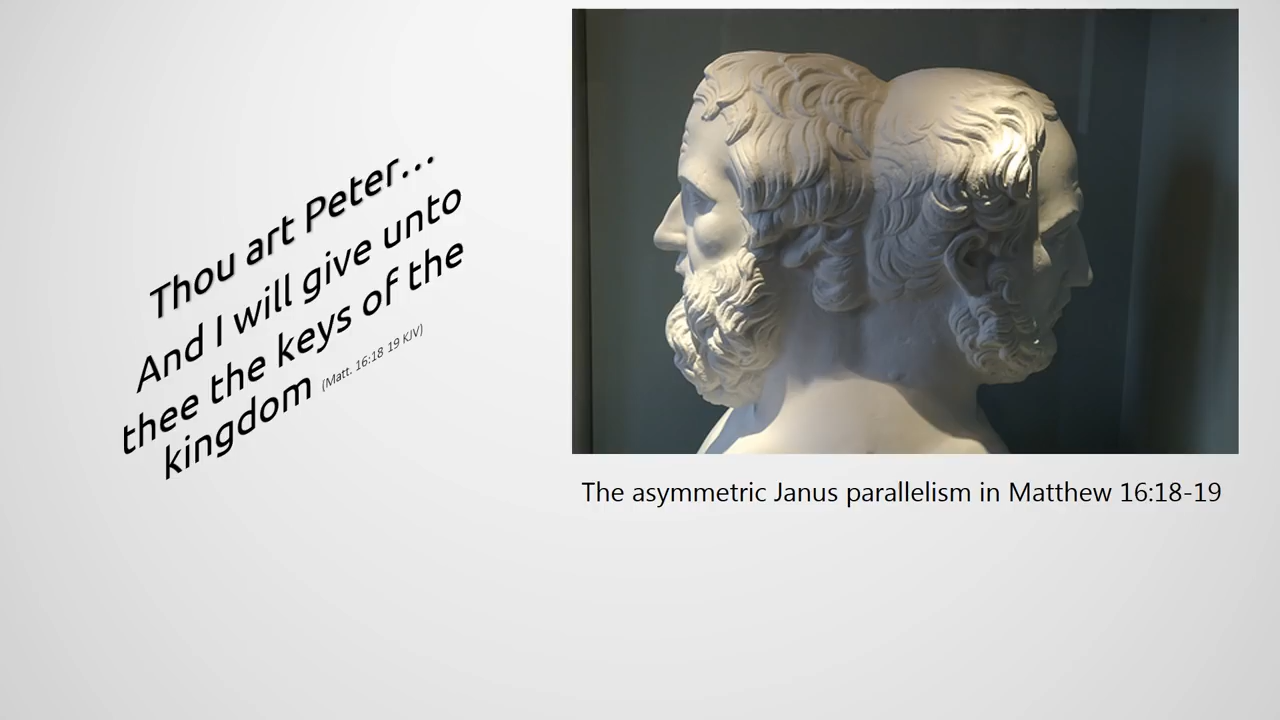 Thou art Peter...
And I will give unto
thee the keys of the
kingdom (Matt. 16:18 19 KJV)
The asymmetric Janus parallelism in Matthew 16:18-19